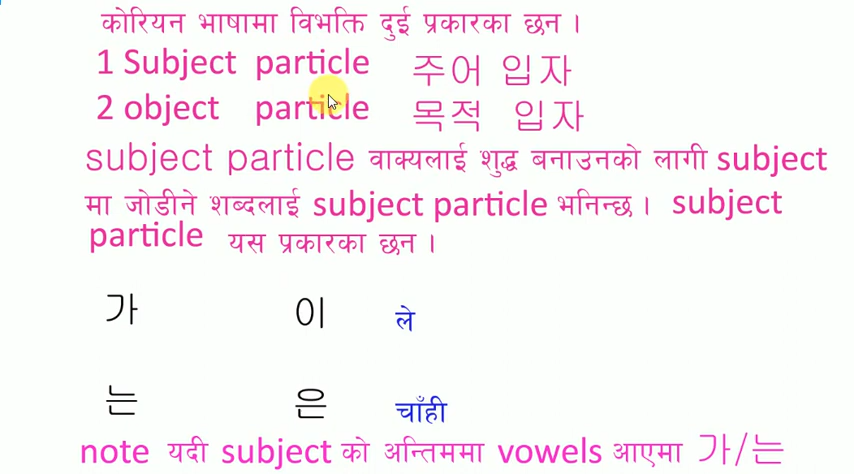 कोरियन भाषामा विभक्ति दुई प्रकारका छन ।
1 Subject particle 주어 입자
2 object particle 목적 입자
subject particle वाक्यलाई शुद्ध बनाउनको लागी subject
मा जोडीने शब्दलाई subject particle भनिन्छ । subject
particle यस प्रकारका छन ।
가 이 ले
는 은 चाँही
note यदी subject को अन्तिममा vowels आएमा 가/는